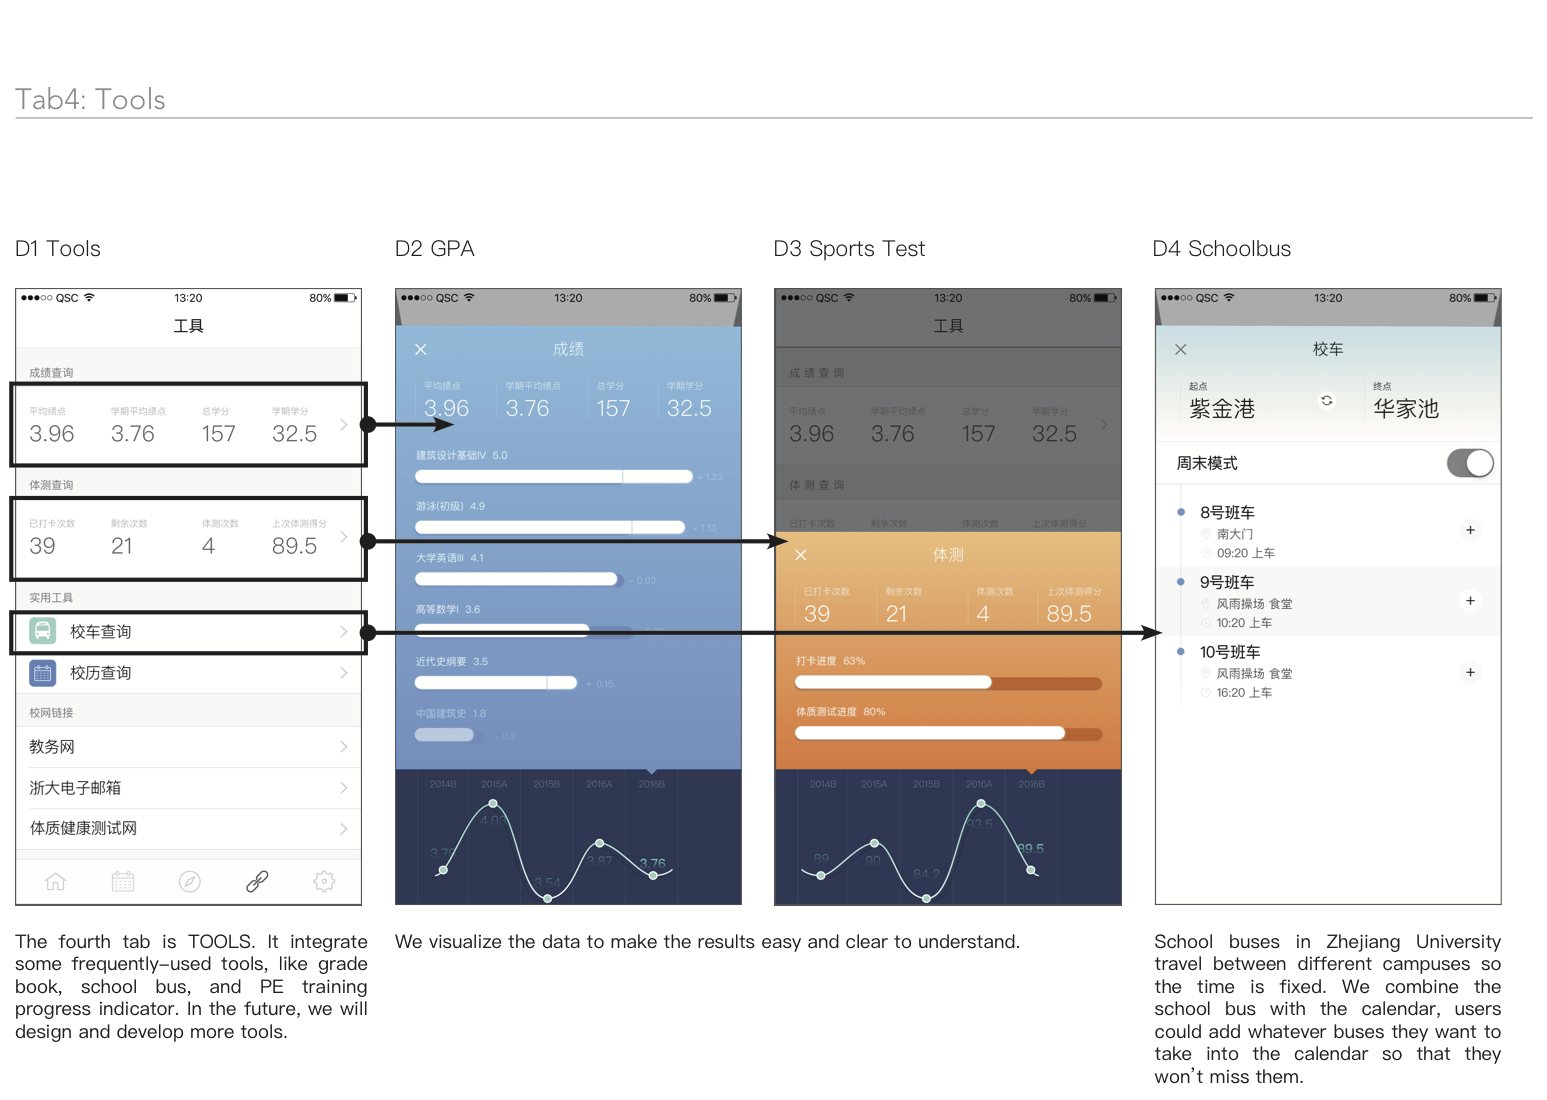 Tab4: Tools
D1 Tools
QSC 13:20 80%
工具
成绩查询
平均绩点 学期平均绩点 总学分 学期学分
3.96 3.76 157 32.5
体测查询
已打卡次数 剩余次数 体测次数 上次体测得分
39 21 4 89.5
实用工具
校车查询
校历查询
校网链接
教务网
浙大电子邮箱
体质健康测试网
The fourth tab is TOOLS. It integrate
some frequently-used tools, like grade
book, school bus, and PE training
progress indicator. In the future, we will
design and develop more tools.
D2 GPA
QSC 13:20 80%
× 成绩
平均绩点 学期平均绩点 总学分 学期学分
3.96 3.76 157 32.5
建筑设计基础IV 5.0
+ 1.23
游泳(初级) 4.9
+ 1.13
大学英语III 4.1
- 0.03
高等数学I 3.6
近代史纲要 3.5
+ 0.15
中国建筑史 1.8
- 0.2
2014B 2015A 2015B 2016A 2016B
4.03
3.87 3.76
3.54
We visualize the data to make the results easy and clear to understand.
D3 Sports Test
QSC 13:20 80%
工具
成绩查询
平均绩点 学期平均绩点 总学分 学期学分
3.96 3.76 157 32.5
体测查询
已打卡次数 剩余次数 体测次数 上次体测得分
× 体测
已打卡次数 剩余次数 体测次数 上次体测得分
39 21 4 89.5
打卡进度 63%
体质测试进度 80%
2014B 2015A 2015B 2016A 2016B
93.5
89.5
89 90
84.2
D4 Schoolbus
QSC 13:20 80%
× 校车
起点 终点
紫金港 华家池
周末模式
8号班车
南大门
09:20 上车
+
9号班车
风雨操场 食堂
10:20 上车
+
10号班车
风雨操场 食堂
16:20 上车
+
School buses in Zhejiang University
travel between different campuses so
the time is fixed. We combine the
school bus with the calendar, users
could add whatever buses they want to
take into the calendar so that they
won't miss them.